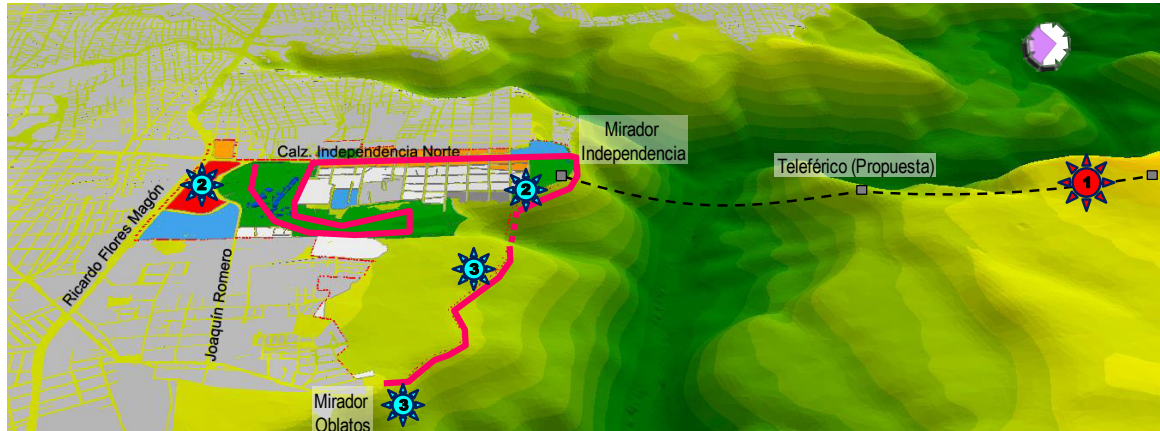 Mirador
Independencia
Calz. Independencia Norte
Teleférico (Propuesta)
1
2
2
Ricardo Flores Magón
Joaquín Romero
3
3
Mirador
Oblatos